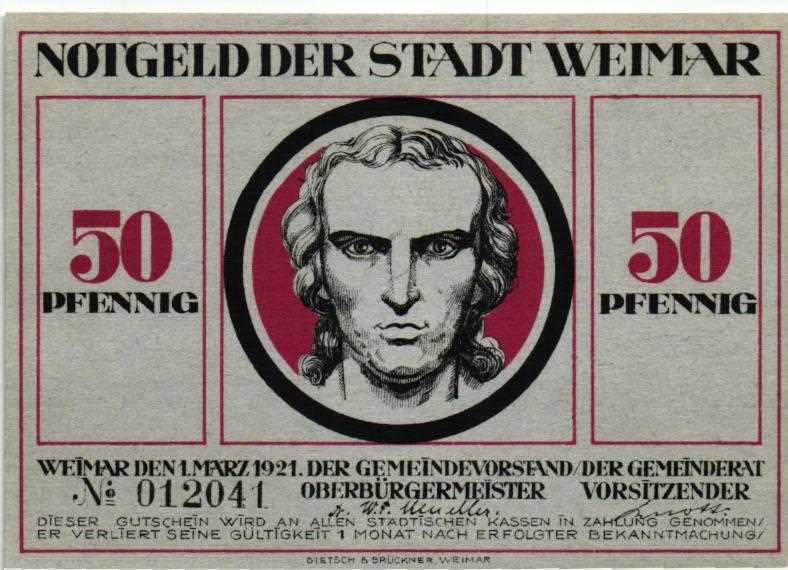 NOTGELD DER STADT WEIMAR
50
PFENNIG
50
PFENNIG
WEIMAR DEN 1. MÄRZ 1921. DER GEMEINDEVORSTAND / DER GEMEINDERAT
No 012041 OBERBÜRGERMEISTER VORSITZENDER
DIESER GUTSCHEIN WIRD AN ALLEN STÄDTISCHEN KASSEN IN ZAHLUNG GENOMMEN/
ER VERLIERT SEINE GÜLTIGKEIT 1 MONAT NACH ERFOLGTER BEKANNTMACHUNG/
DIETSCH & BRÜCKNER, WEIMAR